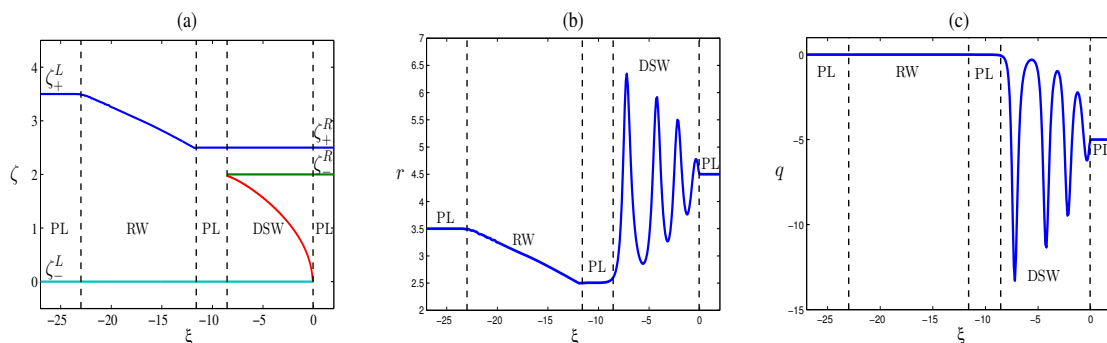 (a)
ζ₊ᴸ
ζ₊ᴿ
ζ₋ᴿ
ζ
PL RW PL DSW PL
ζ₋ᴸ
4
3
2
1
0
−25 −20 −15 −10 −5 0
ξ
(b)
7
6.5
6
5.5
5
4.5
4
3.5
3
2.5
2
r
PL
RW
PL
DSW
PL
−25 −20 −15 −10 −5 0
ξ
(c)
0
−5
−10
−15
q
PL RW PL
DSW
PL
−25 −20 −15 −10 −5 0
ξ